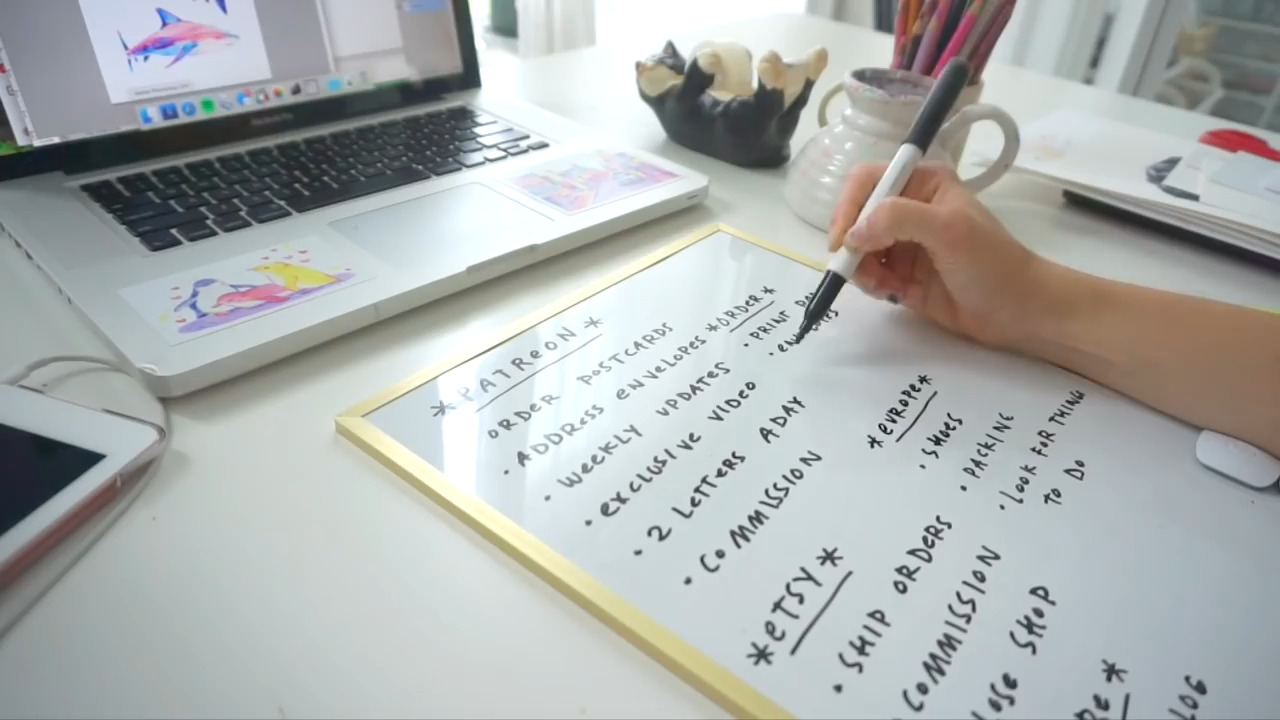 *PATREON*
ORDER POSTCARDS
• ADDRESS ENVELOPES
• WEEKLY UPDATES
• EXCLUSIVE VIDEO
• 2 LETTERS A DAY
• COMMISSION
*ETSY*
• SHIP ORDERS
COMMISSION
SHOP
*ORDER*
• PRINT
*EUROPE*
• SHOES
• PACKING
• LOOK FOR THING
TO DO